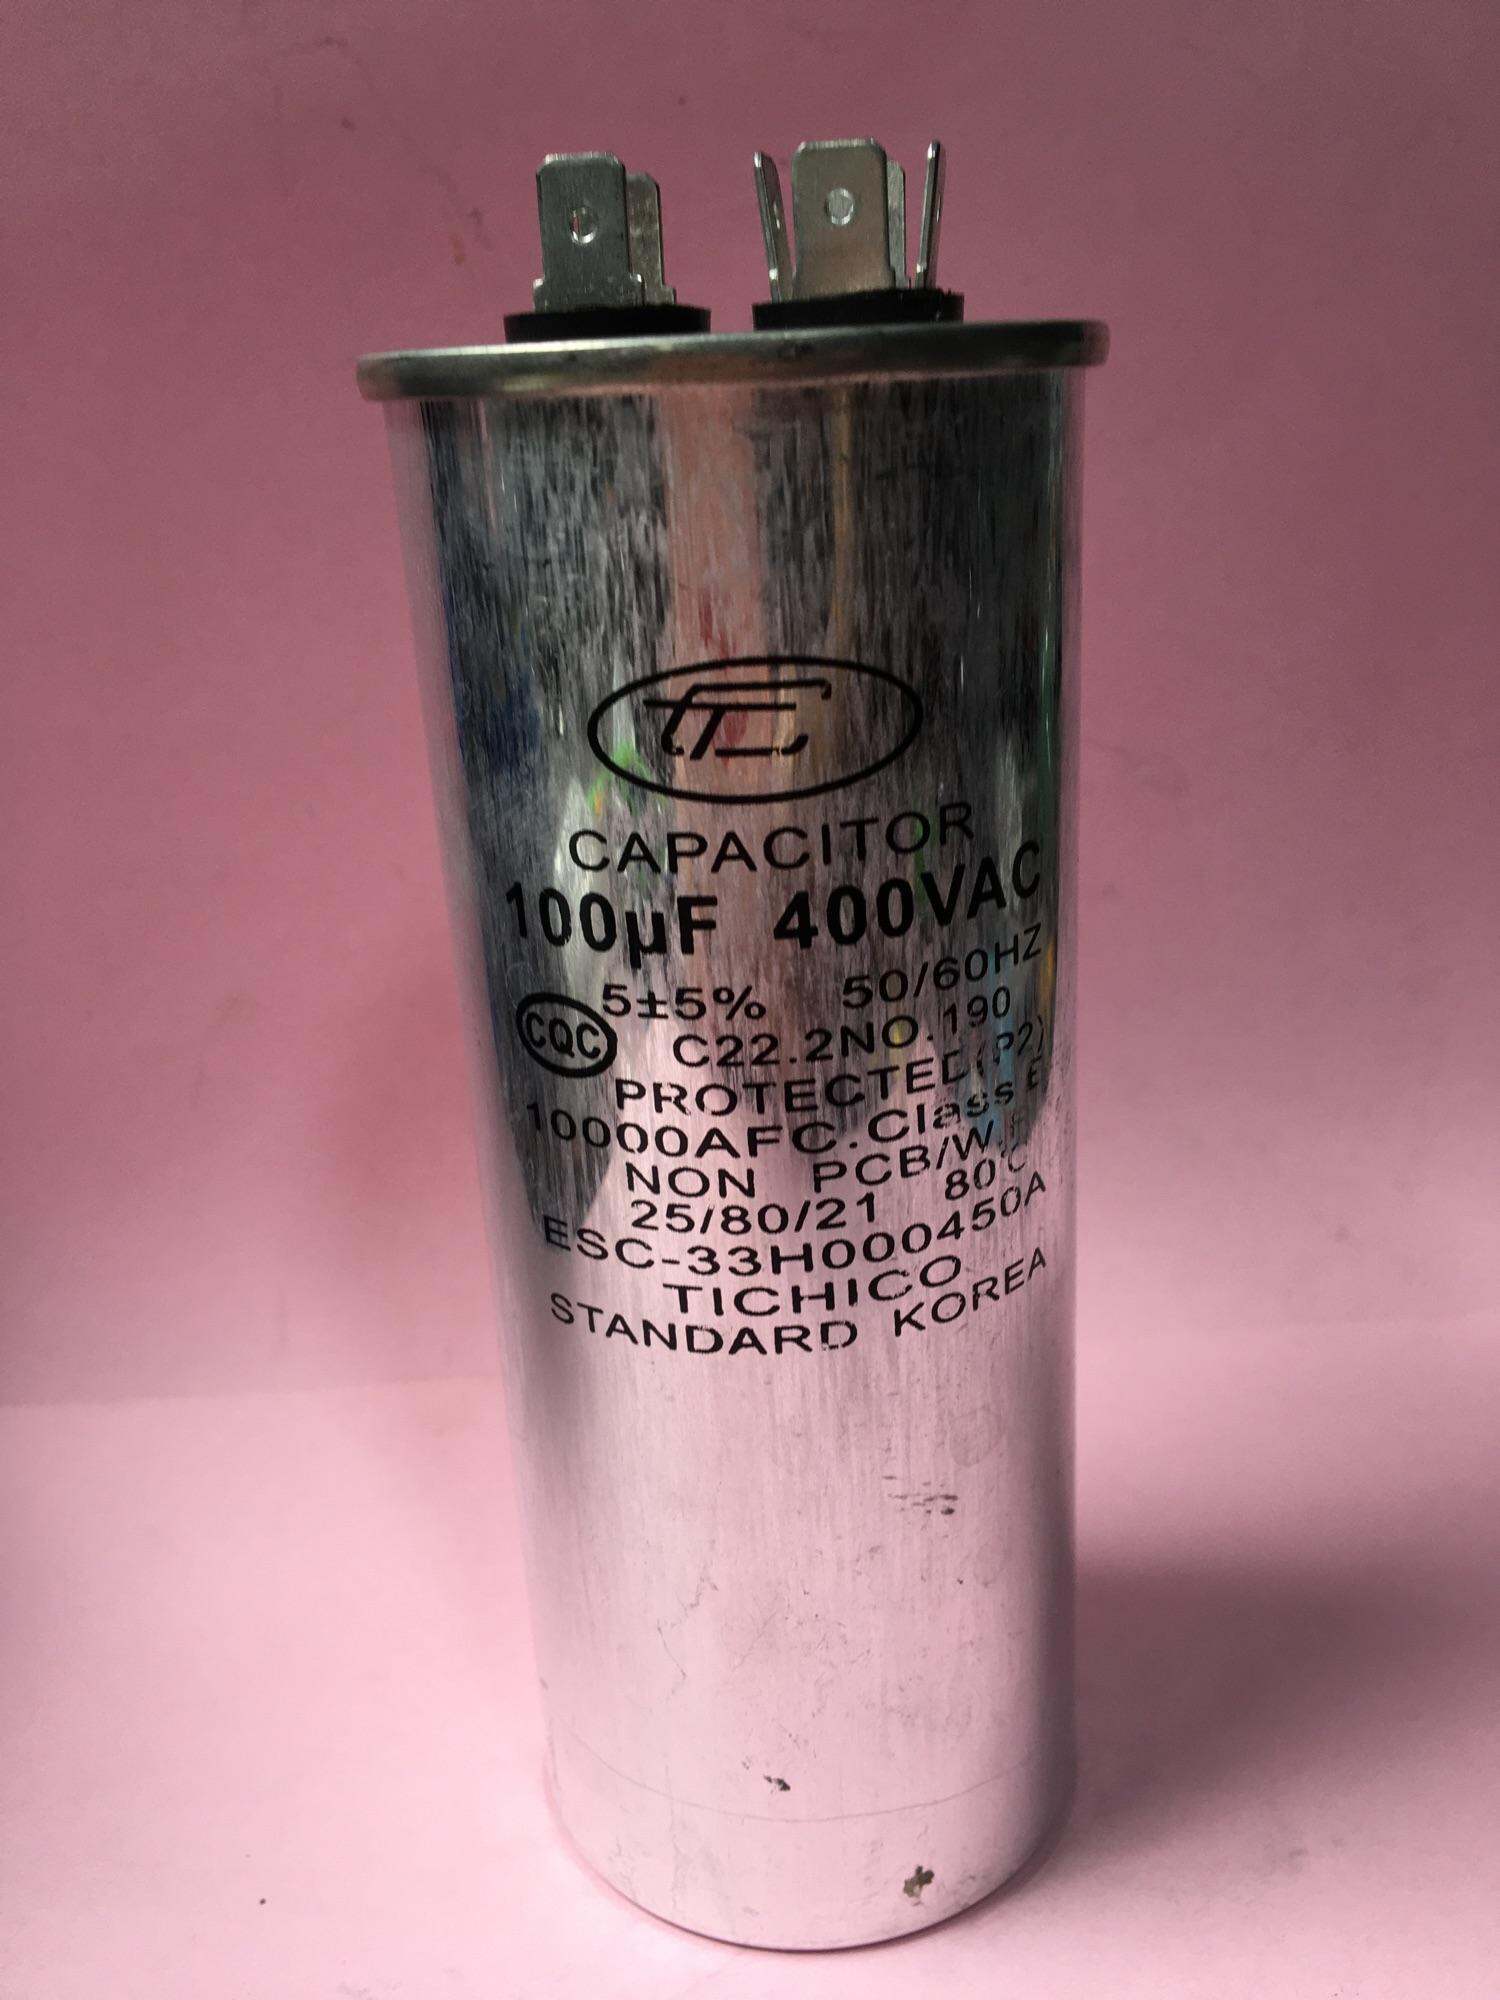 CAPACITOR
100µF 400VAC
5±5% 50/60HZ
CQC C22.2NO.190
PROTECTED(P2)
10000AFC.Class E
NON PCB/W.
25/80/21 80℃
ESC-33H000450A
TICHICO
STANDARD KOREA